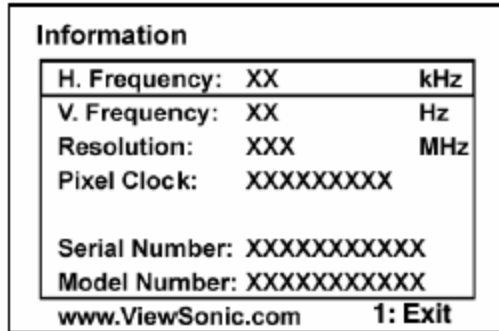 Information
H. Frequency: XX kHz
V. Frequency: XX Hz
Resolution: XXX MHz
Pixel Clock: XXXXXXXXX
Serial Number: XXXXXXXXXXX
Model Number: XXXXXXXXXXX
www.ViewSonic.com 1: Exit